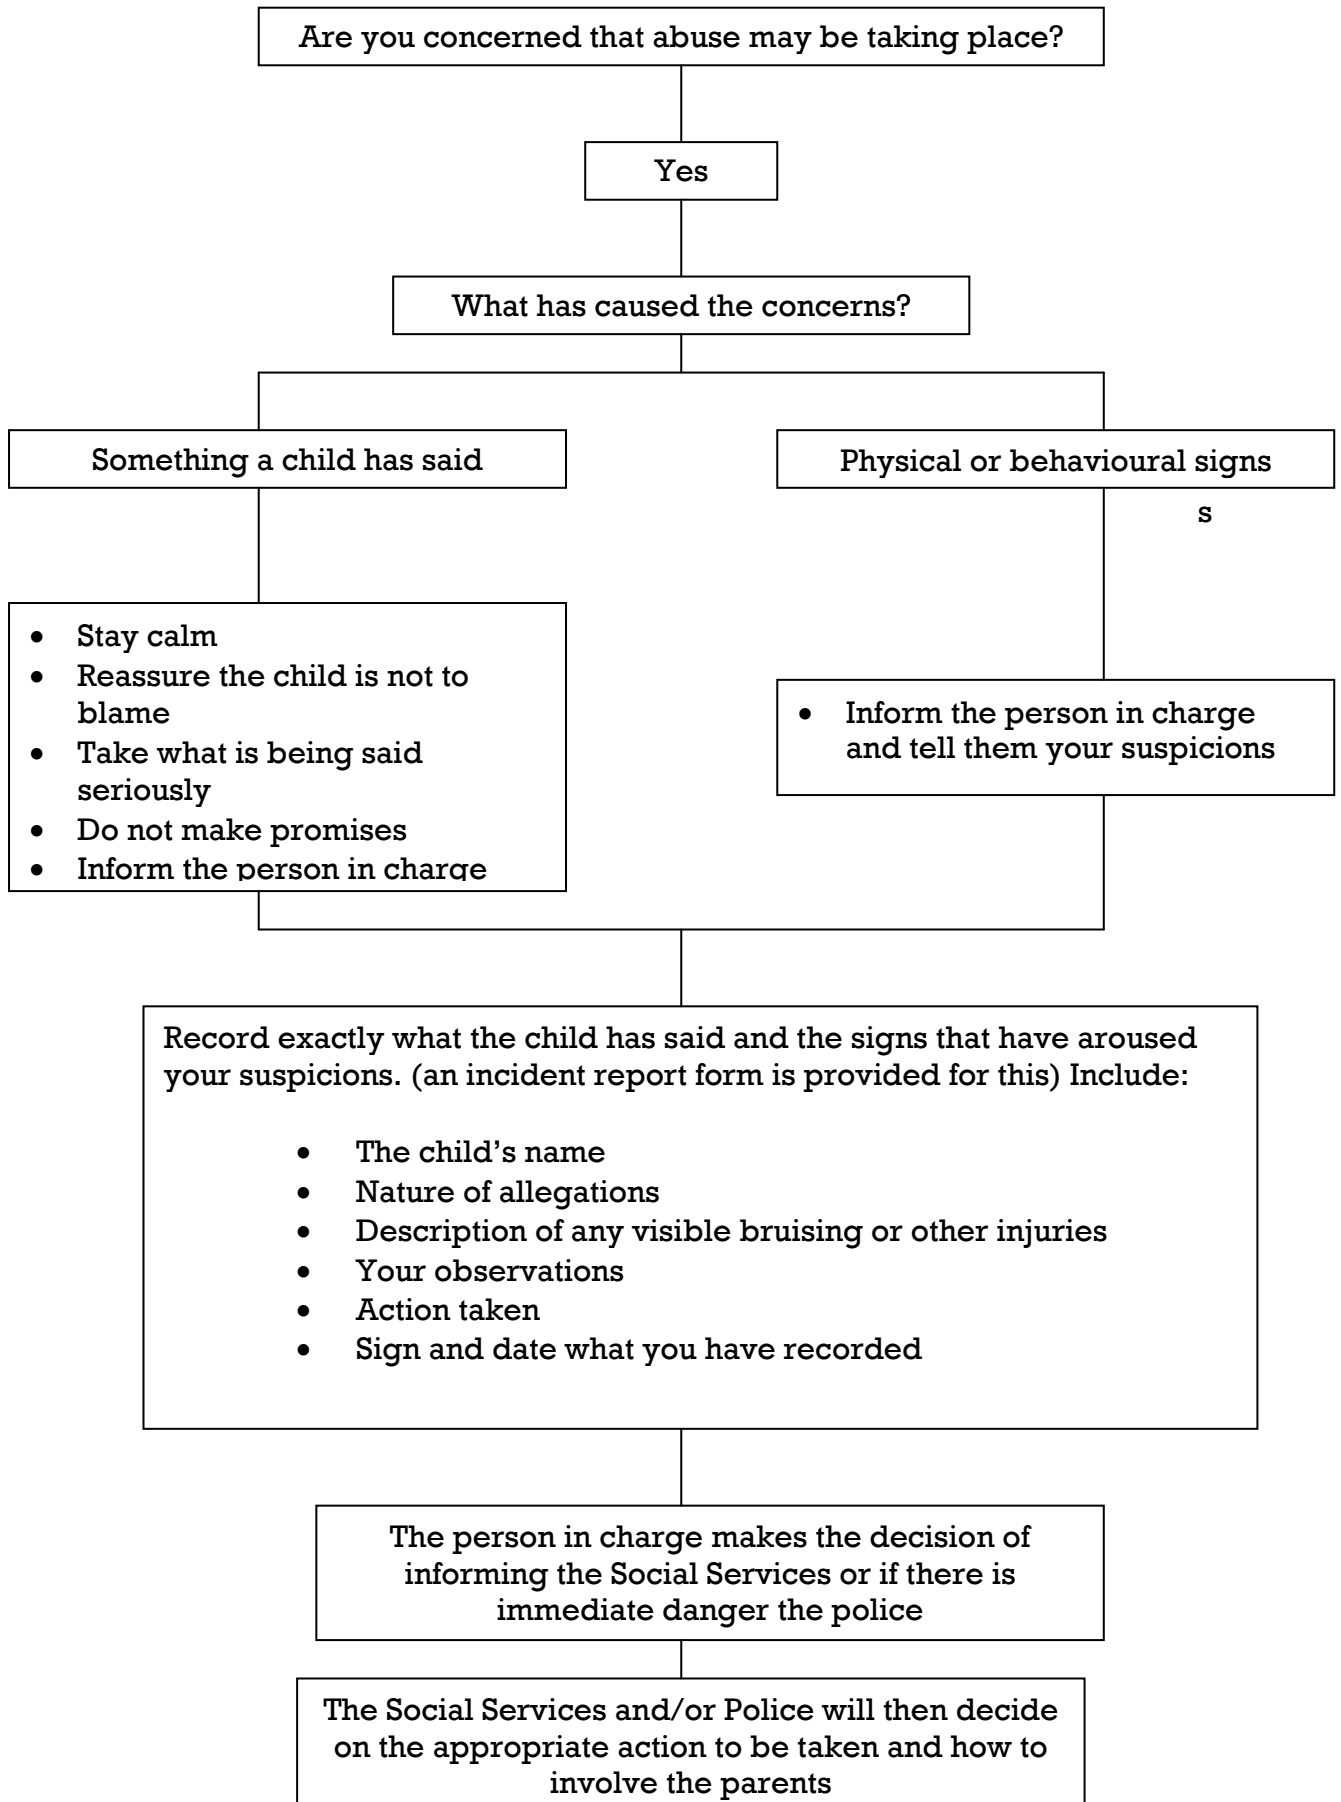 Are you concerned that abuse may be taking place?
Yes
What has caused the concerns?
Something a child has said
Physical or behavioural signs
s
• Stay calm
• Reassure the child is not to
blame
• Take what is being said
seriously
• Do not make promises
• Inform the person in charge
• Inform the person in charge
and tell them your suspicions
Record exactly what the child has said and the signs that have aroused
your suspicions. (an incident report form is provided for this) Include:
• The child’s name
• Nature of allegations
• Description of any visible bruising or other injuries
• Your observations
• Action taken
• Sign and date what you have recorded
The person in charge makes the decision of
informing the Social Services or if there is
immediate danger the police
The Social Services and/or Police will then decide
on the appropriate action to be taken and how to
involve the parents